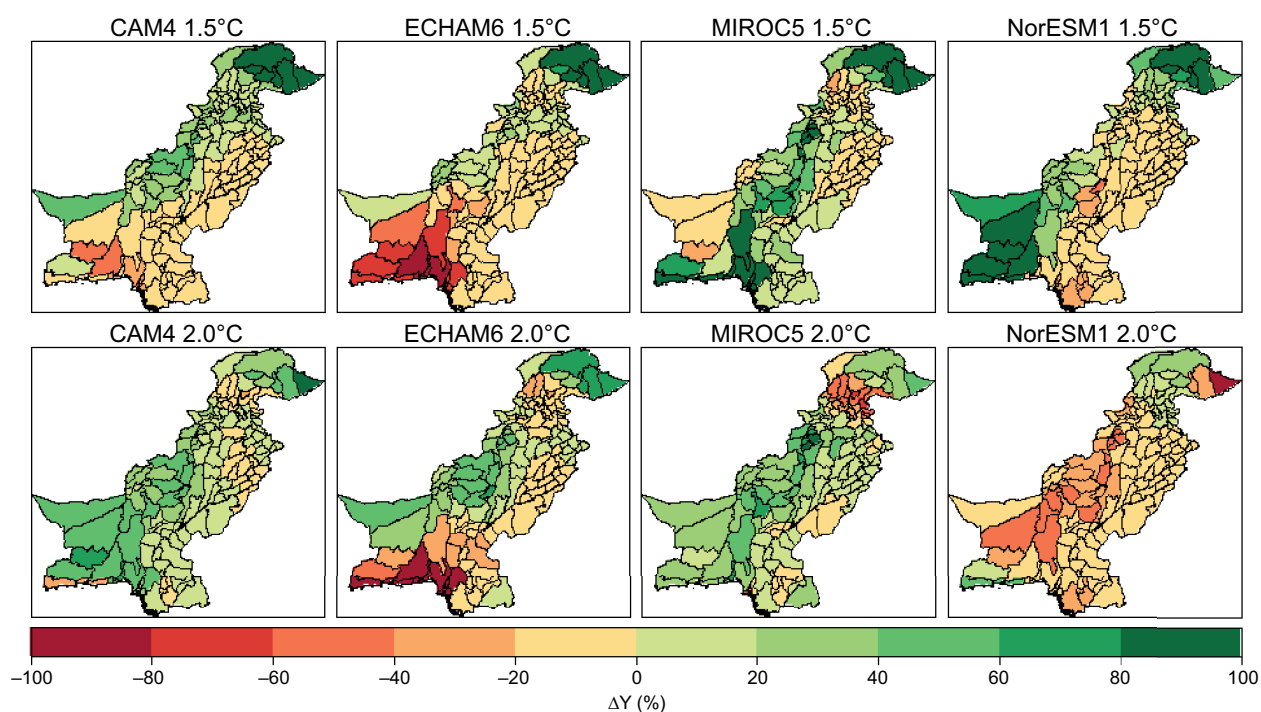 CAM4 1.5°C ECHAM6 1.5°C MIROC5 1.5°C NorESM1 1.5°C
CAM4 2.0°C ECHAM6 2.0°C MIROC5 2.0°C NorESM1 2.0°C
–100 –80 –60 –40 –20 0 20 40 60 80 100
ΔY (%)